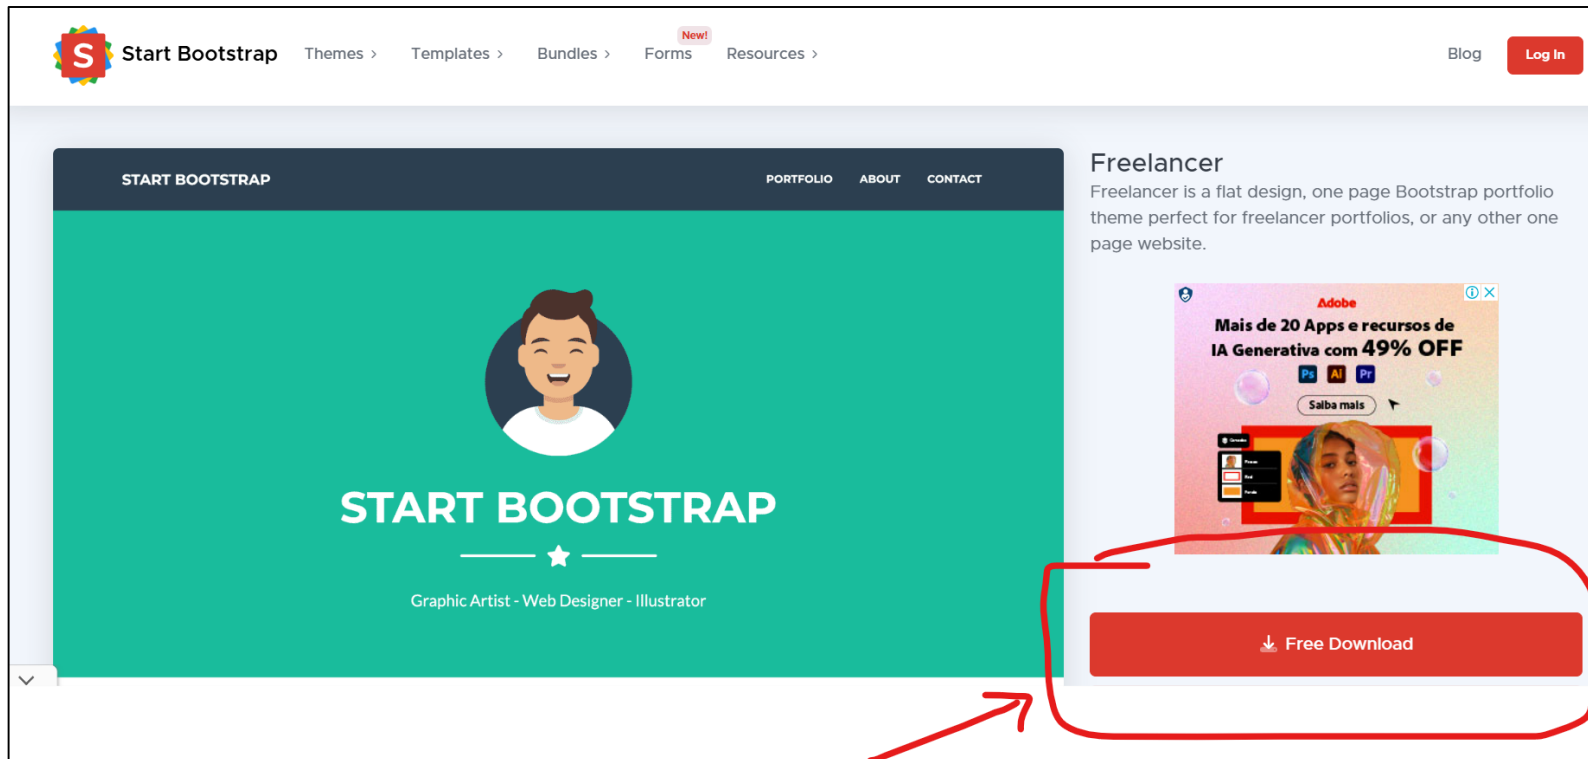 S Start Bootstrap Themes > Templates > Bundles > Forms New! Resources > Blog Log In
START BOOTSTRAP PORTFOLIO ABOUT CONTACT
START BOOTSTRAP
Graphic Artist - Web Designer - Illustrator
Freelancer
Freelancer is a flat design, one page Bootstrap portfolio
theme perfect for freelancer portfolios, or any other one
page website.
Adobe
Mais de 20 Apps e recursos de
IA Generativa com 49% OFF
Ps Ai Pr
Saiba mais
Free Download